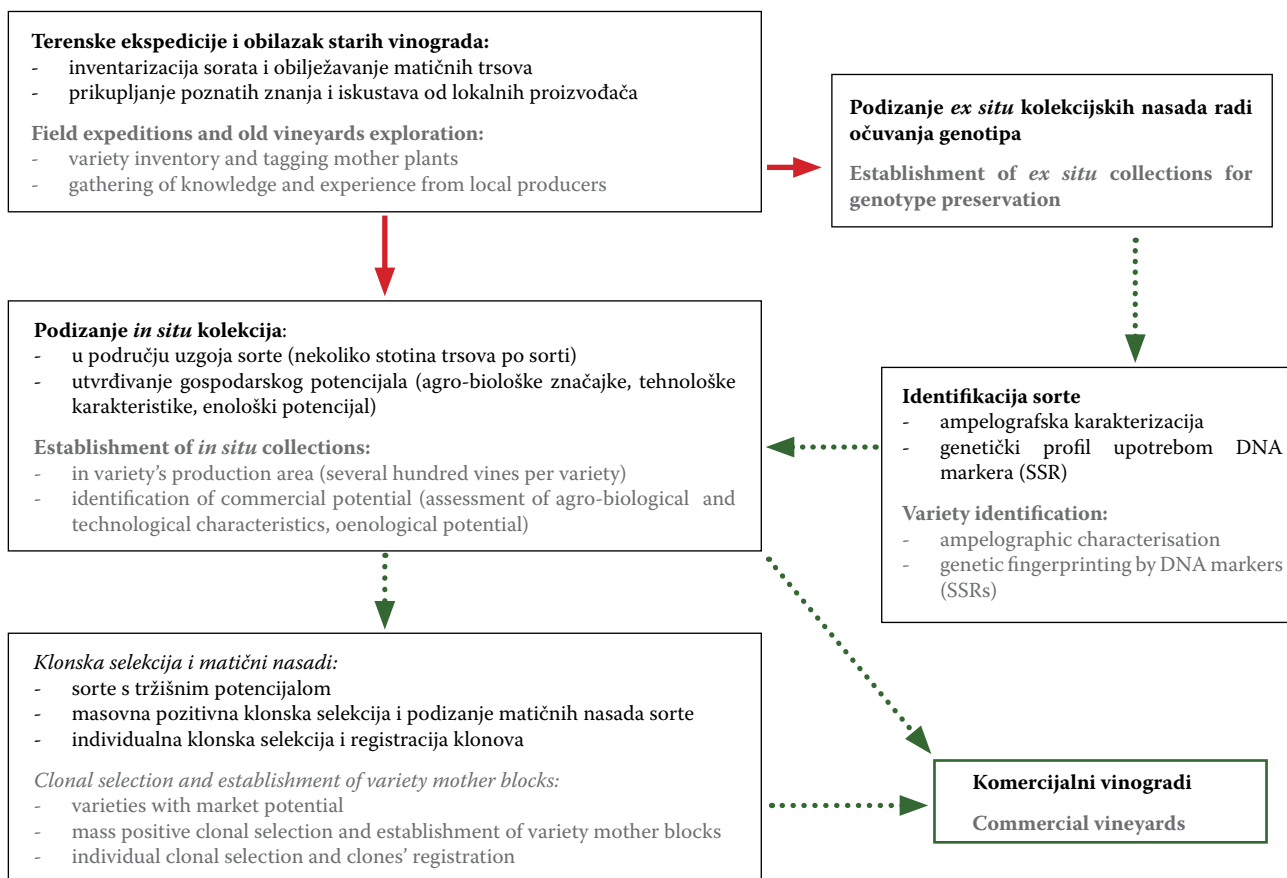 Terenske ekspedicije i obilazak starih vinograda:
- inventarizacija sorata i obilježavanje matičnih trsova
- prikupljanje poznatih znanja i iskustava od lokalnih proizvođača
Field expeditions and old vineyards exploration:
- variety inventory and tagging mother plants
- gathering of knowledge and experience from local producers
Podizanje ex situ kolekcijskih nasada radi
očuvanja genotipa
Establishment of ex situ collections for
genotype preservation
Podizanje in situ kolekcija:
- u području uzgoja sorte (nekoliko stotina trsova po sorti)
- utvrđivanje gospodarskog potencijala (agro-biološke značajke, tehnološke
karakteristike, enološki potencijal)
Establishment of in situ collections:
- in variety's production area (several hundred vines per variety)
- identification of commercial potential (assessment of agro-biological and
technological characteristics, oenological potential)
Identifikacija sorte
- ampelografska karakterizacija
- genetički profil upotrebom DNA
markera (SSR)
Variety identification:
- ampelographic characterisation
- genetic fingerprinting by DNA markers
(SSRs)
Klonska selekcija i matični nasadi:
- sorte s tržišnim potencijalom
- masovna pozitivna klonska selekcija i podizanje matičnih nasada sorte
- individualna klonska selekcija i registracija klonova
Clonal selection and establishment of variety mother blocks:
- varieties with market potential
- mass positive clonal selection and establishment of variety mother blocks
- individual clonal selection and clones' registration
Komercijalni vinogradi
Commercial vineyards